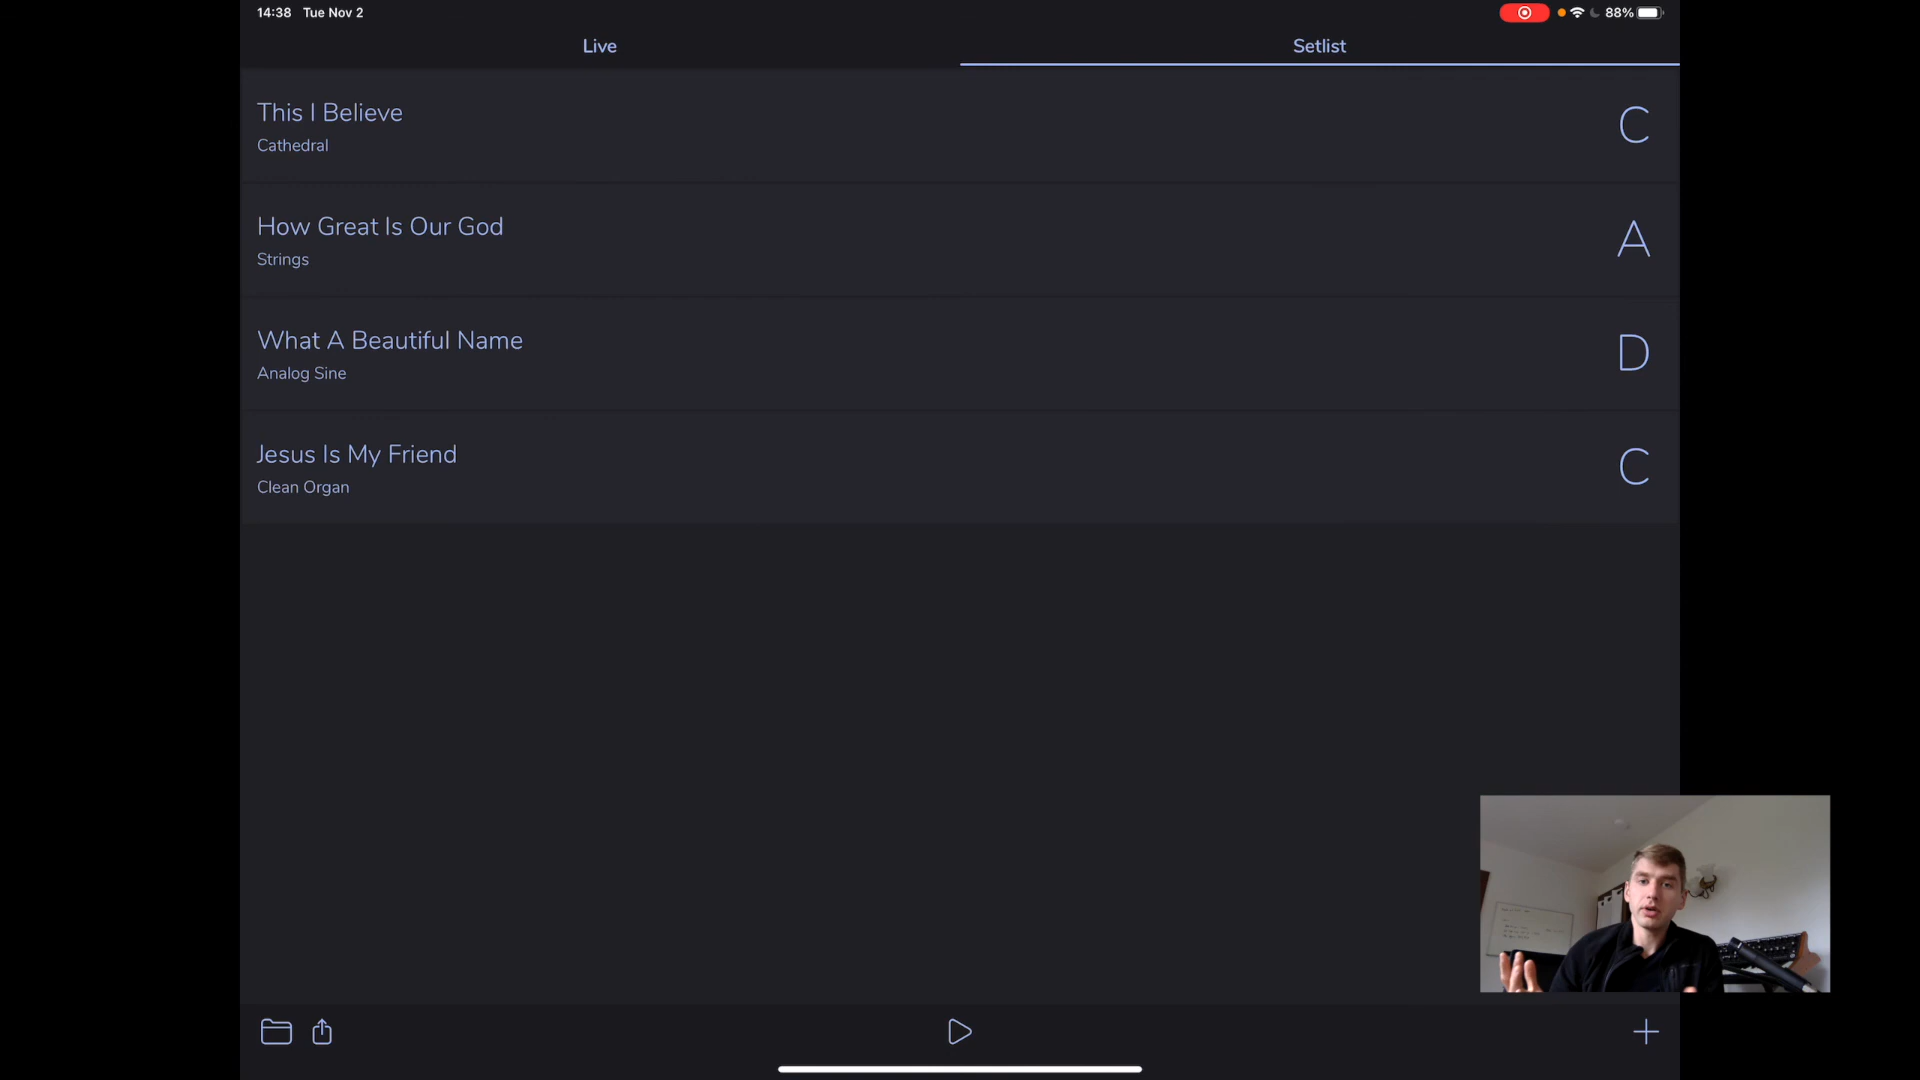 14:38 Tue Nov 2
88%
Live
Setlist
This I Believe
Cathedral
C
How Great Is Our God
Strings
A
What A Beautiful Name
Analog Sine
D
Jesus Is My Friend
Clean Organ
C